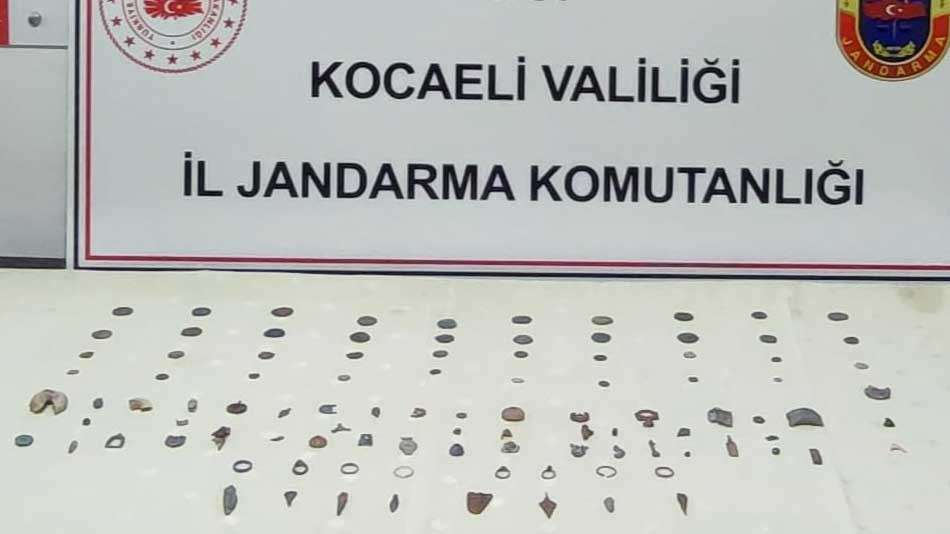 KOCAELİ VALİLİĞİ
İL JANDARMA KOMUTANLIĞI
JANDARMA